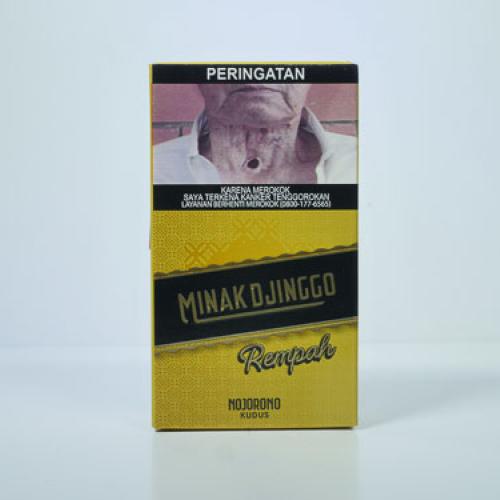 PERINGATAN
KARENA MEROKOK
SAYA TERKENA KANKER TENGGOROKAN
LAYANAN BERHENTI MEROKOK (0800-177-6565)
MINAK DJINGGO
Rempah
NOJORONO
KUDUS